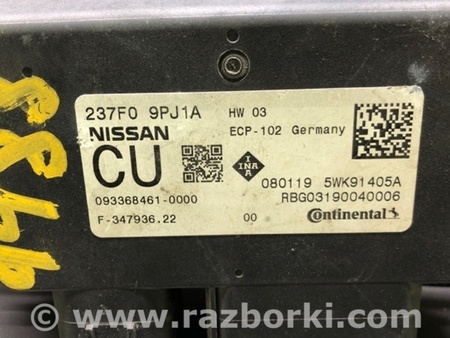 237F0 9PJ1A HW 03
NISSAN ECP-102 Germany
CU
INA
080119 5WK91405A
093368461-0000 RBG03190040006
F-347936.22 00 Continental
www.razborki.com